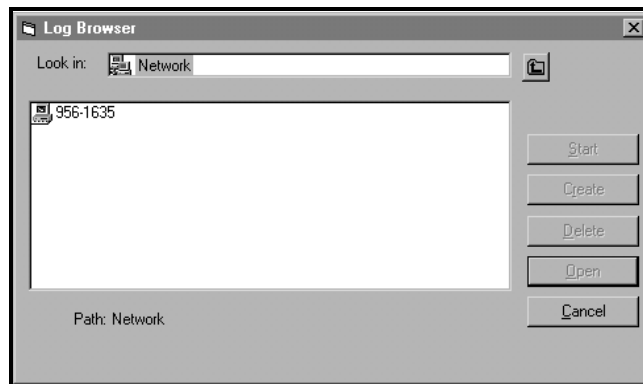 Log Browser
Look in: Network
956-1635
Start
Create
Delete
Open
Cancel
Path: Network